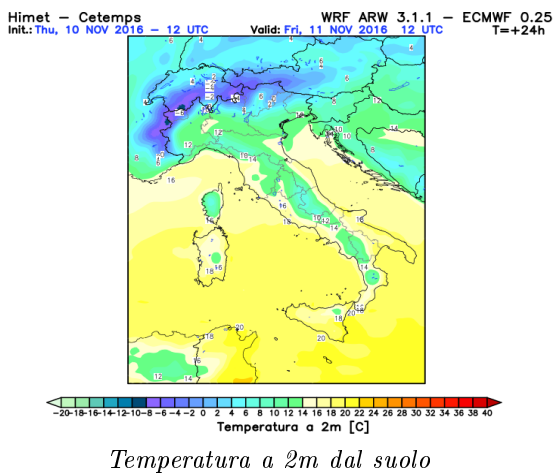 Himet – Cetemps WRF ARW 3.1.1 – ECMWF 0.25
Init.: Thu, 10 NOV 2016 – 12 UTC Valid: Fri, 11 NOV 2016 12 UTC T=+24h
-20 -18 -16 -14 -12 -10 -8 -6 -4 -2 0 2 4 6 8 10 12 14 16 18 20 22 24 26 28 30 32 34 36 38 40
Temperatura a 2m [C]
Temperatura a 2m dal suolo